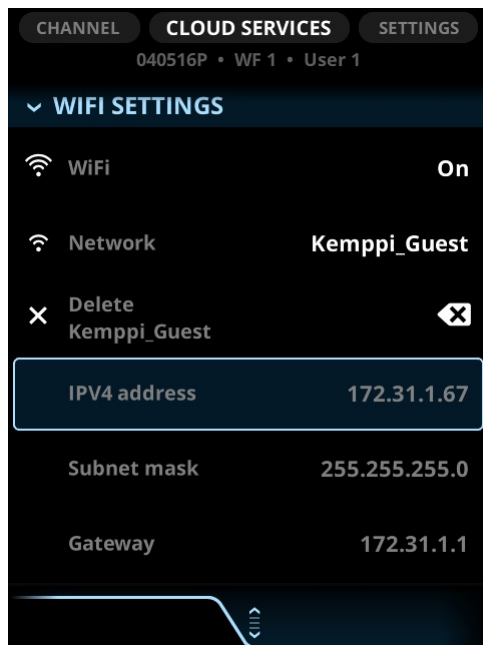 CHANNEL CLOUD SERVICES SETTINGS
040516P • WF 1 • User 1
WIFI SETTINGS
WiFi On
Network Kemppi_Guest
Delete
Kemppi_Guest
IPV4 address 172.31.1.67
Subnet mask 255.255.255.0
Gateway 172.31.1.1